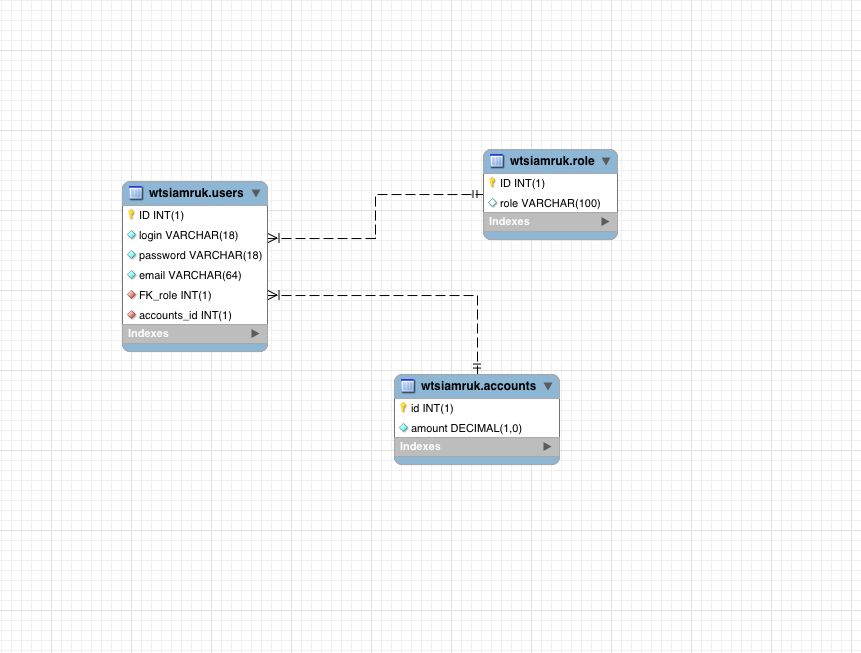 wtsiamruk.users
ID INT(1)
login VARCHAR(18)
password VARCHAR(18)
email VARCHAR(64)
FK_role INT(1)
accounts_id INT(1)
Indexes
wtsiamruk.role
ID INT(1)
role VARCHAR(100)
Indexes
wtsiamruk.accounts
id INT(1)
amount DECIMAL(1,0)
Indexes